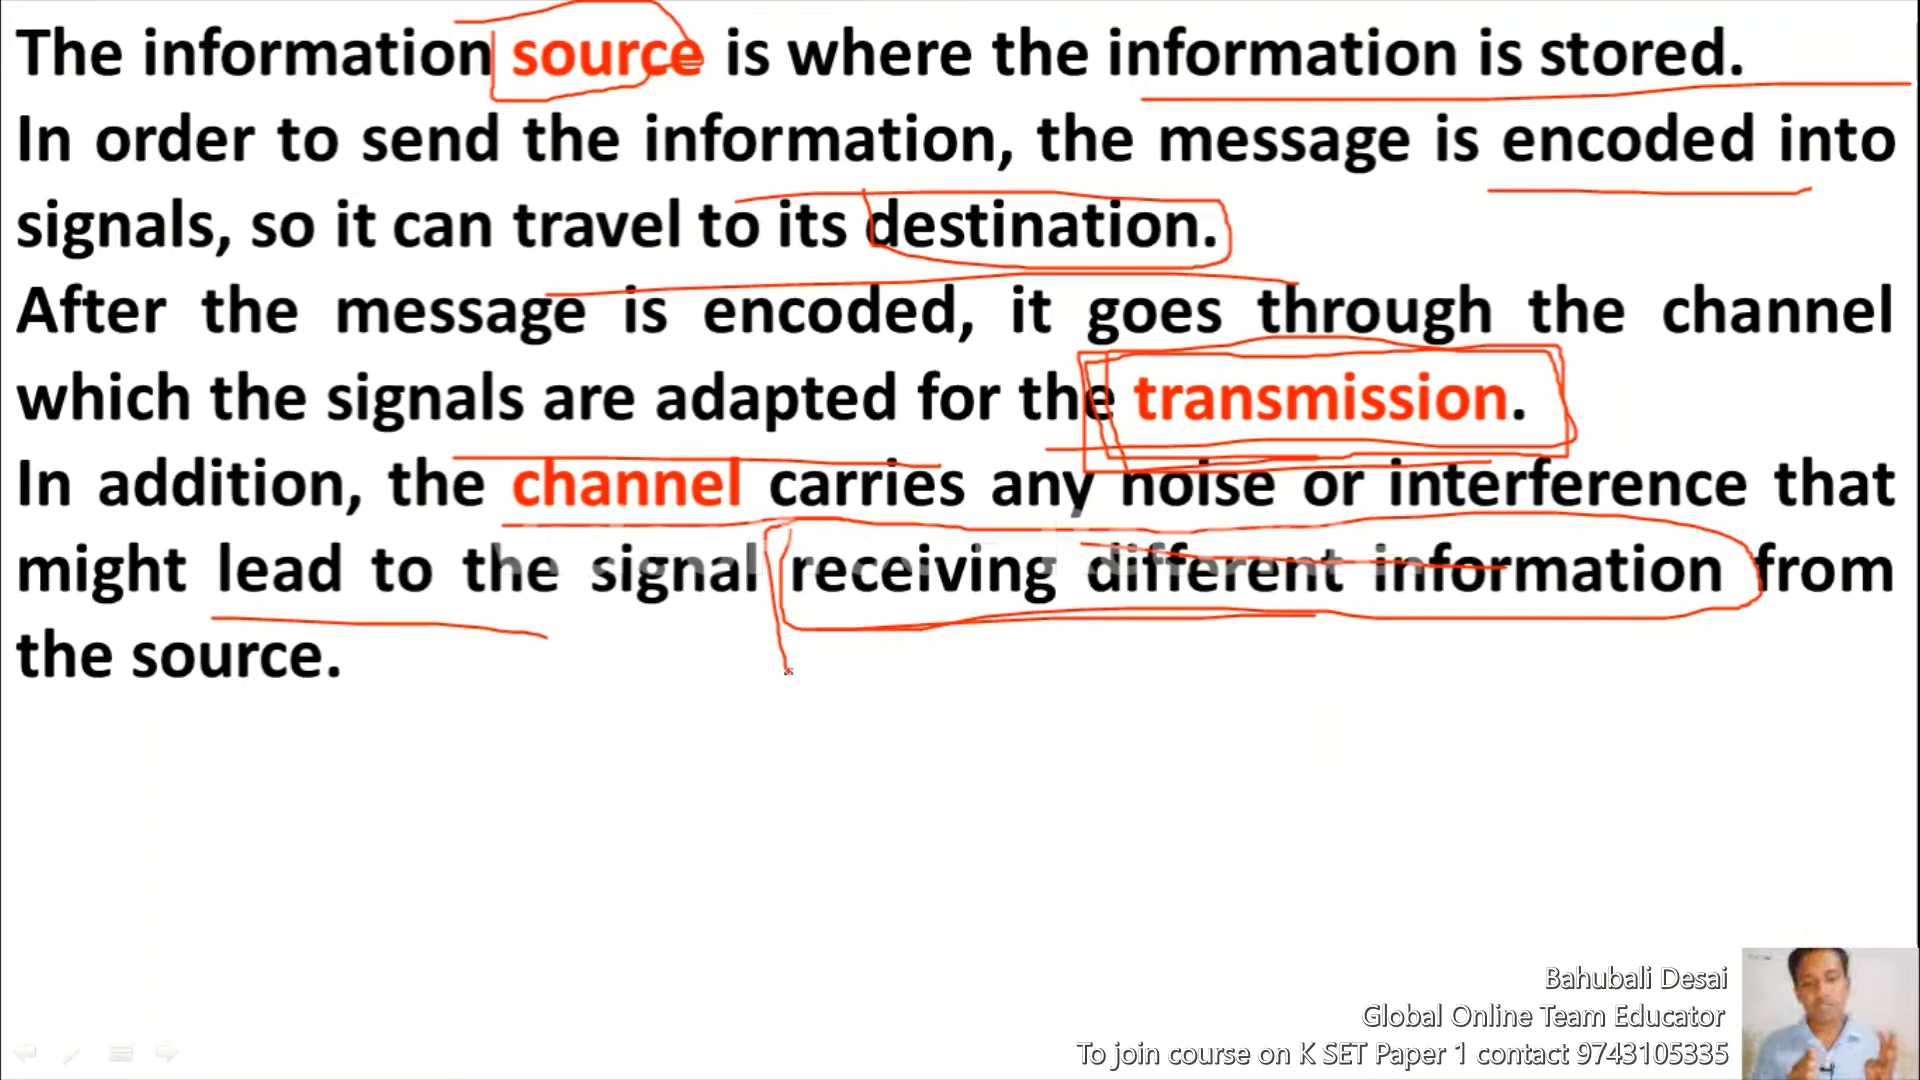 The information source is where the information is stored.
In order to send the information, the message is encoded into
signals, so it can travel to its destination.
After the message is encoded, it goes through the channel
which the signals are adapted for the transmission.
In addition, the channel carries any noise or interference that
might lead to the signal receiving different information from
the source.
Bahubali Desai
Global Online Team Educator
To join course on K SET Paper 1 contact 9743105335